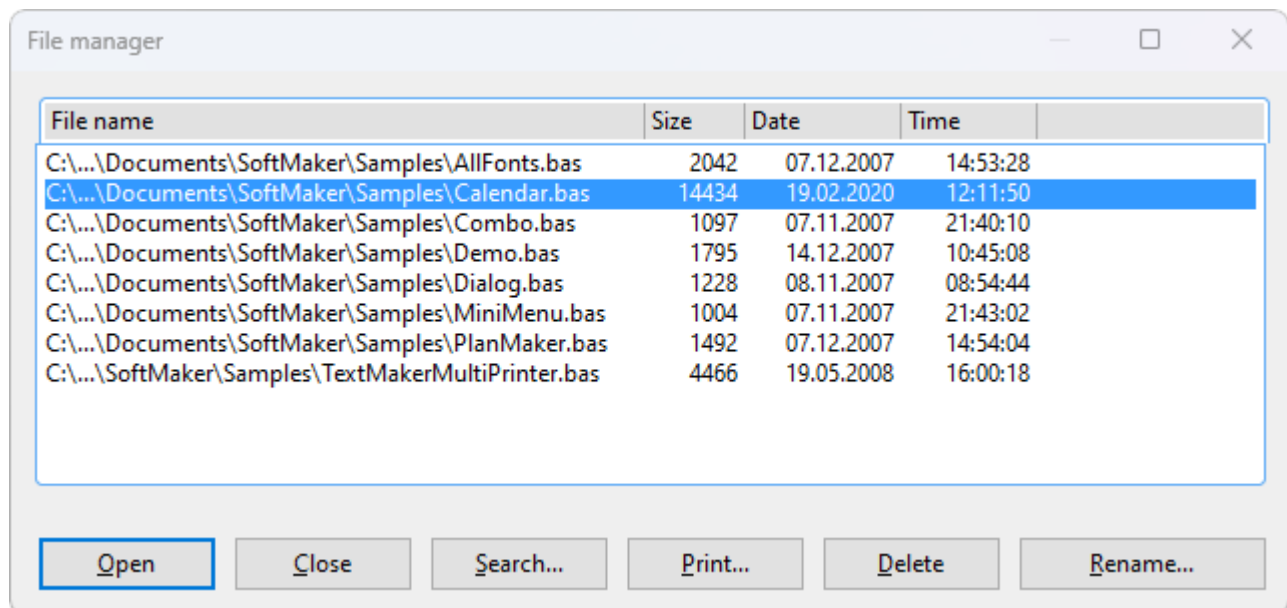 File manager
File name Size Date Time
C:\...\Documents\SoftMaker\Samples\AllFonts.bas 2042 07.12.2007 14:53:28
C:\...\Documents\SoftMaker\Samples\Calendar.bas 14434 19.02.2020 12:11:50
C:\...\Documents\SoftMaker\Samples\Combo.bas 1097 07.11.2007 21:40:10
C:\...\Documents\SoftMaker\Samples\Demo.bas 1795 14.12.2007 10:45:08
C:\...\Documents\SoftMaker\Samples\Dialog.bas 1228 08.11.2007 08:54:44
C:\...\Documents\SoftMaker\Samples\MiniMenu.bas 1004 07.11.2007 21:43:02
C:\...\Documents\SoftMaker\Samples\PlanMaker.bas 1492 07.12.2007 14:54:04
C:\...\SoftMaker\Samples\TextMakerMultiPrinter.bas 4466 19.05.2008 16:00:18
Open Close Search... Print... Delete Rename...